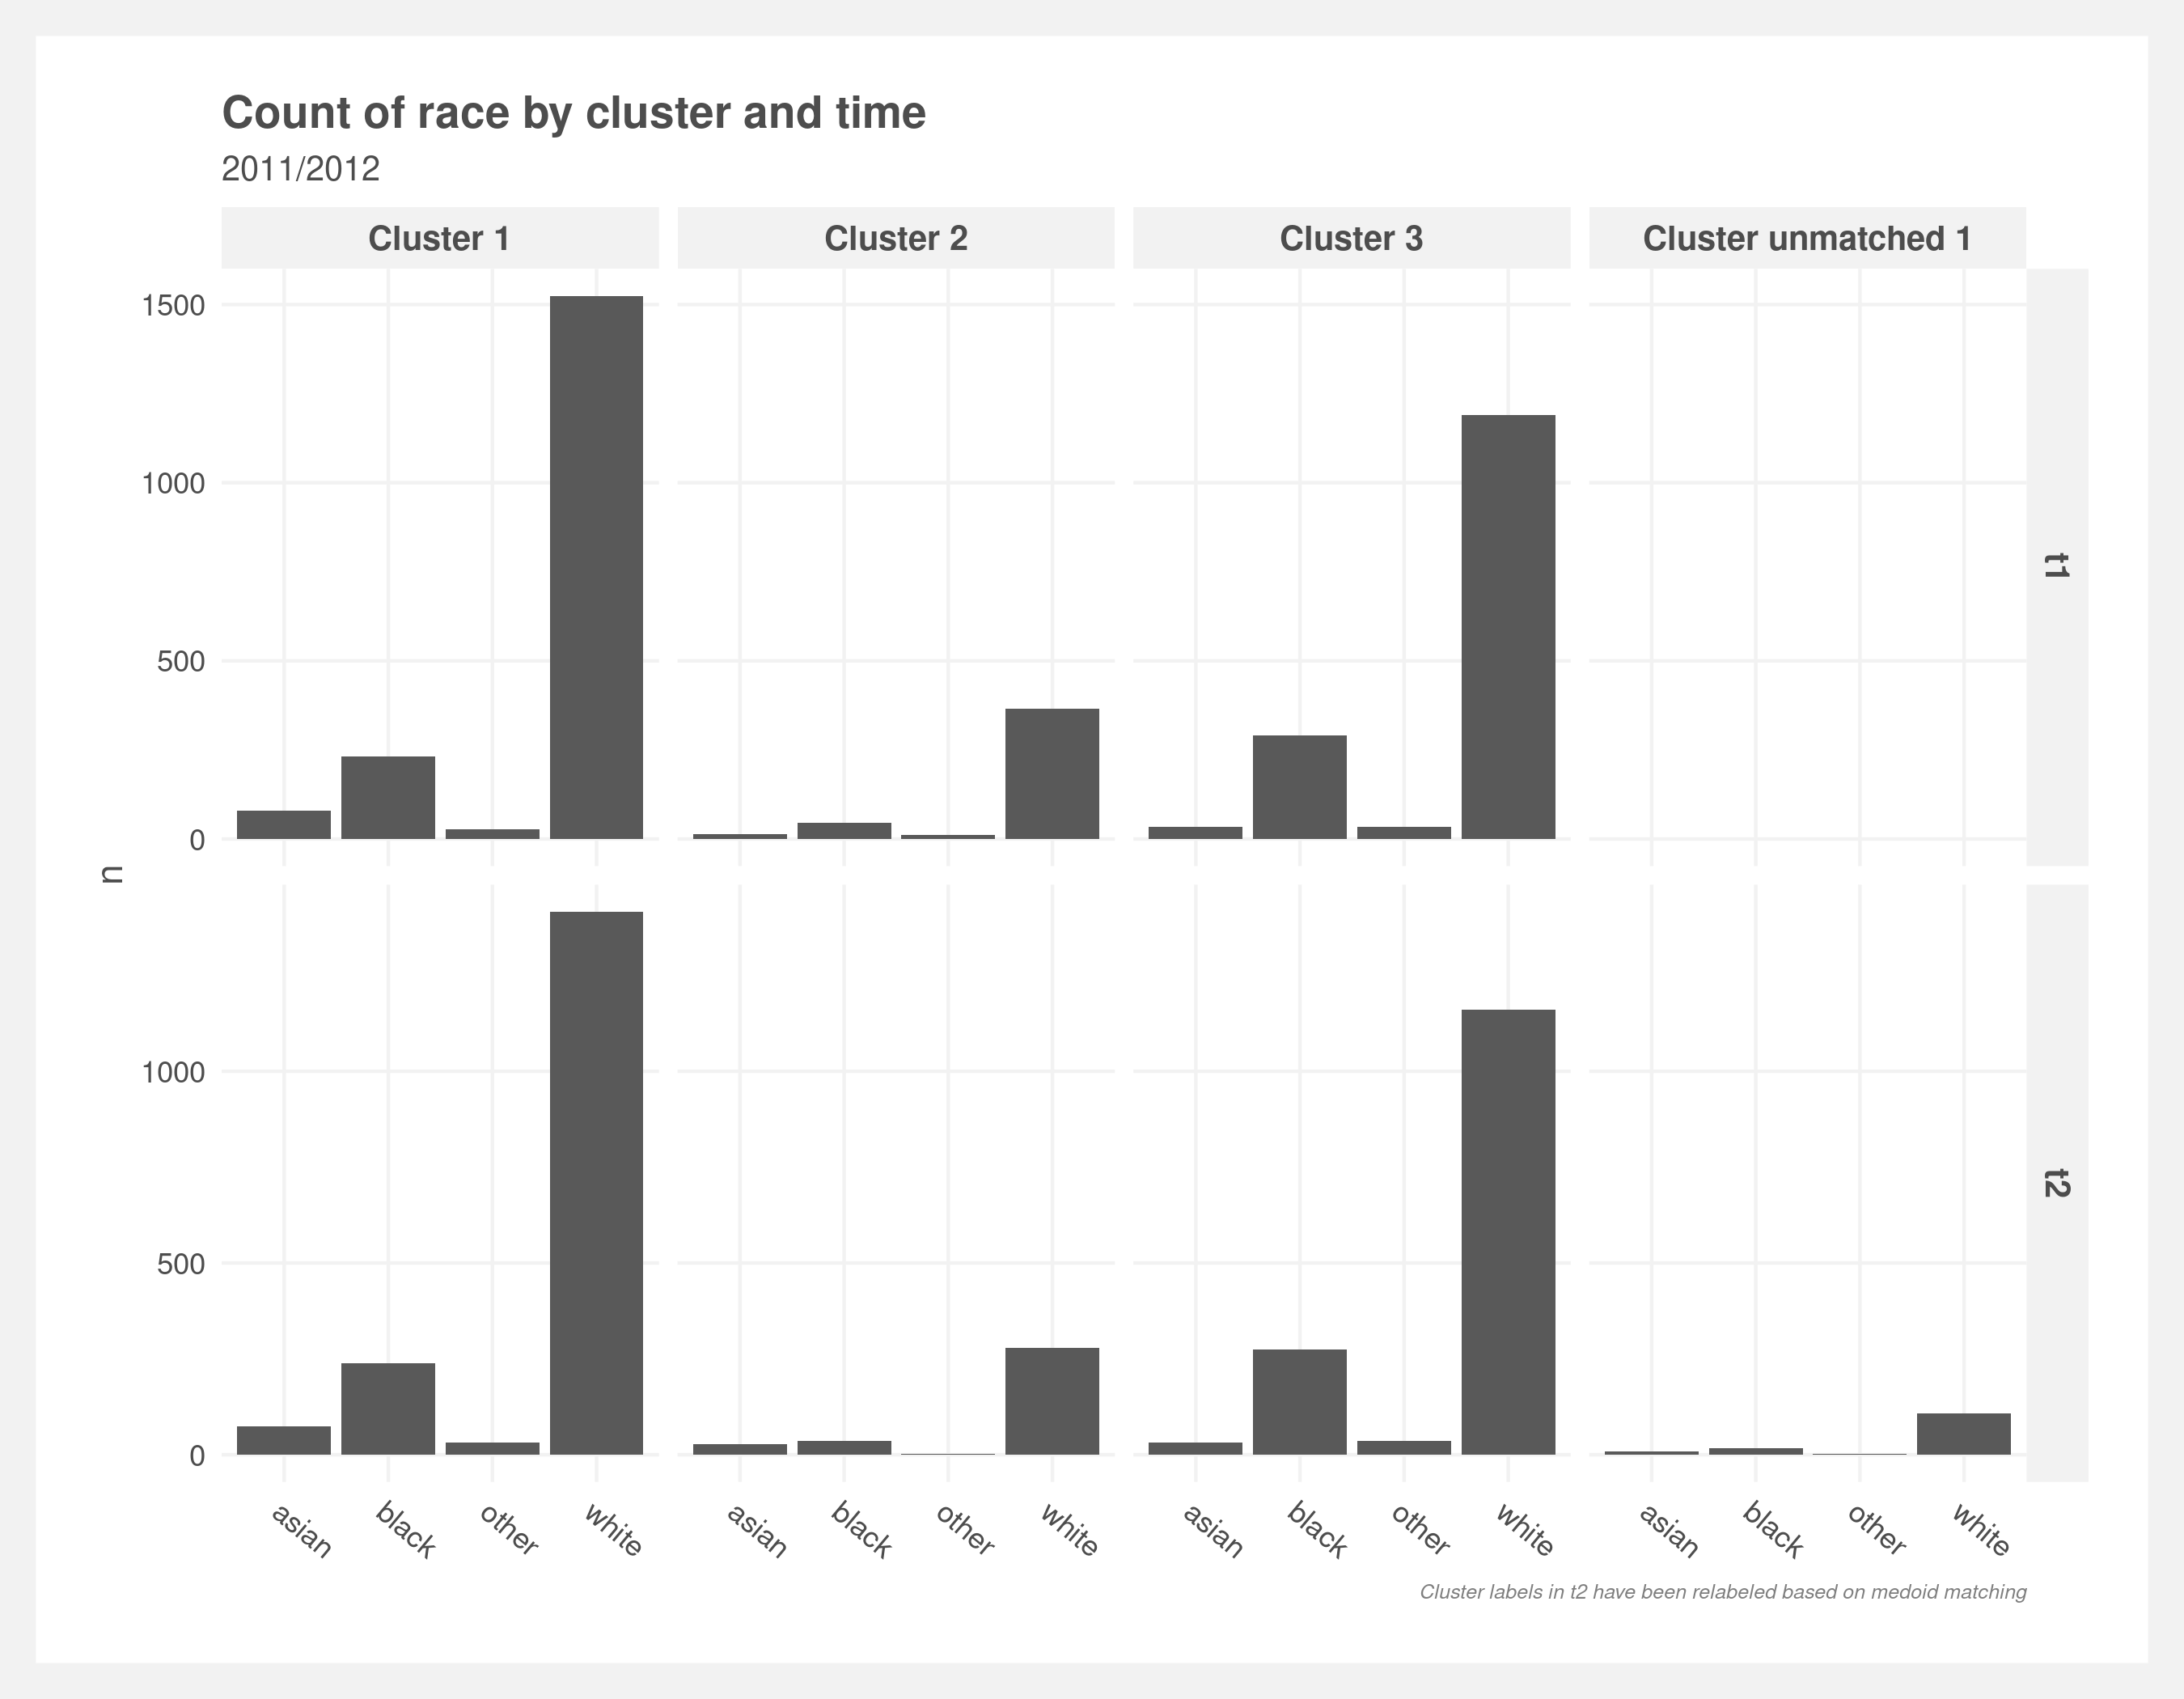 Count of race by cluster and time
2011/2012
Cluster 1
Cluster 2
Cluster 3
Cluster unmatched 1
1500
1000
500
0
t1
n
1000
500
0
t2
asian
black
other
white
asian
black
other
white
asian
black
other
white
asian
black
other
white
Cluster labels in t2 have been relabeled based on medoid matching